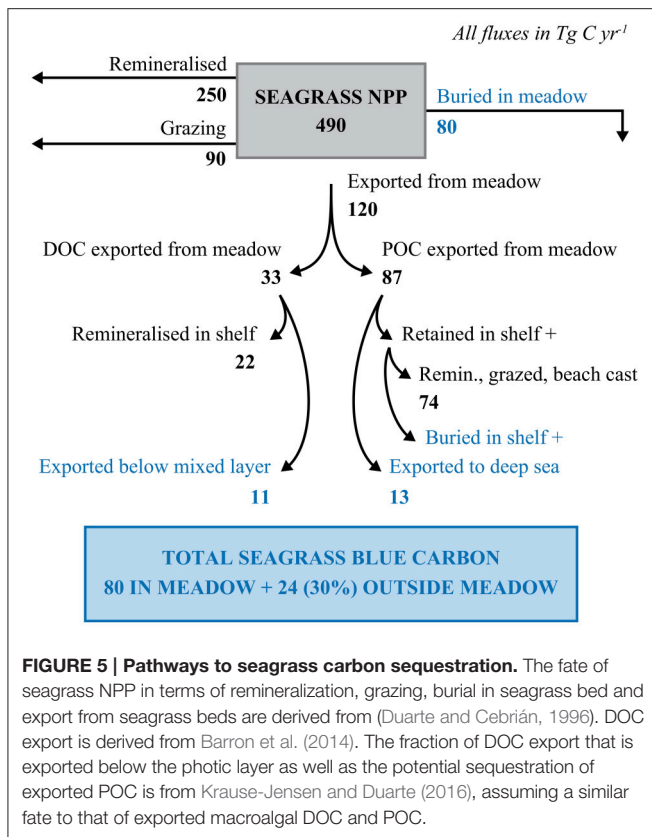 All fluxes in Tg C yr-1
Remineralised
250
SEAGRASS NPP
490
Buried in meadow
80
Grazing
90
Exported from meadow
120
DOC exported from meadow
33
POC exported from meadow
87
Remineralised in shelf
22
Retained in shelf +
Remin., grazed, beach cast
74
Buried in shelf +
Exported below mixed layer
11
Exported to deep sea
13
TOTAL SEAGRASS BLUE CARBON
80 IN MEADOW + 24 (30%) OUTSIDE MEADOW
FIGURE 5 | Pathways to seagrass carbon sequestration. The fate of
seagrass NPP in terms of remineralization, grazing, burial in seagrass bed and
export from seagrass beds are derived from (Duarte and Cebrián, 1996). DOC
export is derived from Barron et al. (2014). The fraction of DOC export that is
exported below the photic layer as well as the potential sequestration of
exported POC is from Krause-Jensen and Duarte (2016), assuming a similar
fate to that of exported macroalgal DOC and POC.